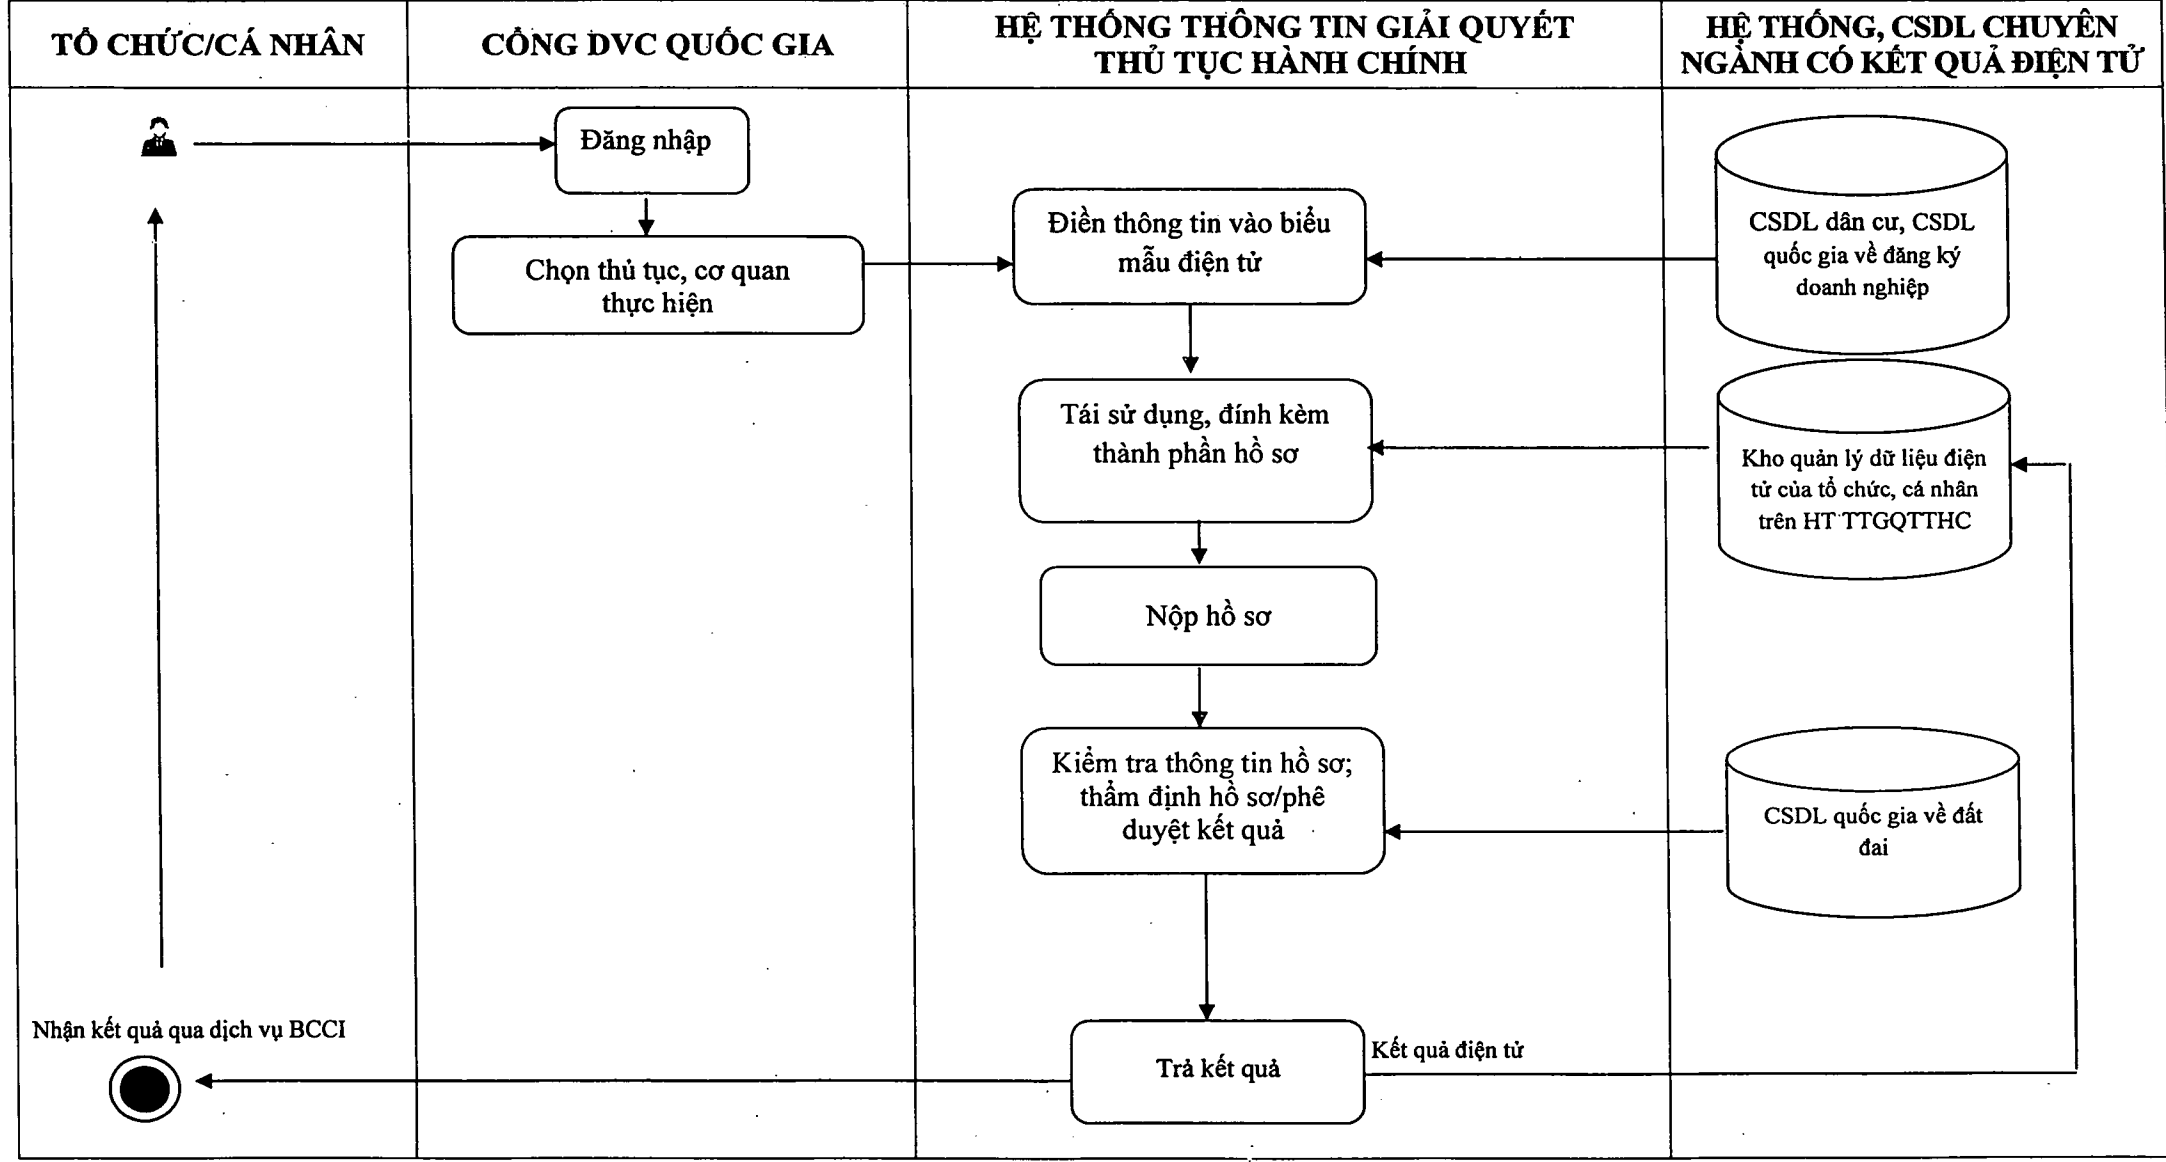 TỔ CHỨC/CÁ NHÂN
CỔNG DVC QUỐC GIA
HỆ THỐNG THÔNG TIN GIẢI QUYẾT
THỦ TỤC HÀNH CHÍNH
HỆ THỐNG, CSDL CHUYÊN
NGÀNH CÓ KẾT QUẢ ĐIỆN TỬ
Đăng nhập
Chọn thủ tục, cơ quan
thực hiện
Điền thông tin vào biểu
mẫu điện tử
CSDL dân cư, CSDL
quốc gia về đăng ký
doanh nghiệp
Tái sử dụng, đính kèm
thành phần hồ sơ
Kho quản lý dữ liệu điện
tử của tổ chức, cá nhân
trên HT TTGQTTHC
Nộp hồ sơ
Kiểm tra thông tin hồ sơ;
thẩm định hồ sơ/phê
duyệt kết quả
CSDL quốc gia về đất
đai
Nhận kết quả qua dịch vụ BCCI
Trả kết quả
Kết quả điện tử